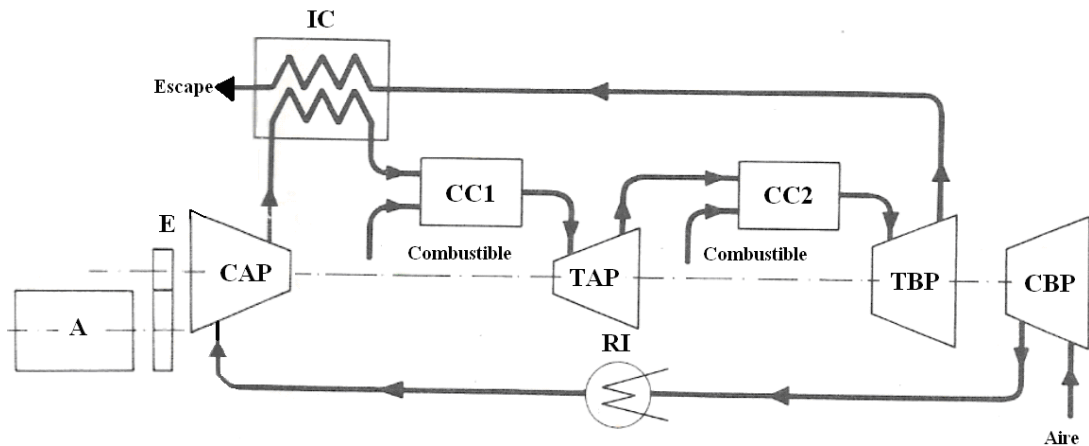 IC
Escape
CC1
CC2
E
Combustible
Combustible
CAP
TAP
TBP
CBP
A
RI
Aire